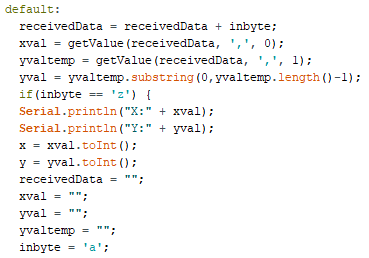 default:
receivedData = receivedData + inbyte;
xval = getValue(receivedData, ',', 0);
yvaltemp = getValue(receivedData, ',', 1);
yval = yvaltemp.substring(0,yvaltemp.length()-1);
if(inbyte == 'z') {
Serial.println("X:" + xval);
Serial.println("Y:" + yval);
x = xval.toInt();
y = yval.toInt();
receivedData = "";
xval = "";
yval = "";
yvaltemp = "";
inbyte = 'a';